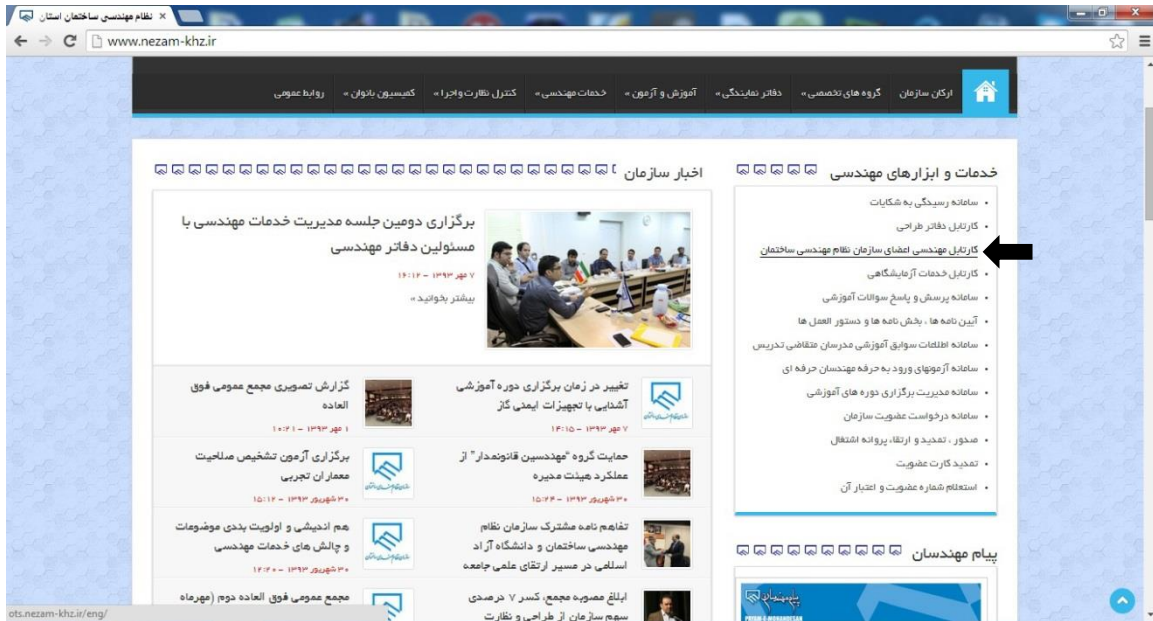 نظام مهندسی ساختمان استان
www.nezam-khz.ir
ارکان سازمان
گروه های تخصصی »
دفاتر نمایندگی »
آموزش و آزمون »
خدمات مهندسی »
کنترل نظارت و اجرا »
کمیسیون بانوان »
روابط عمومی
خدمات و ابزارهای مهندسی
سامانه رسیدگی به شکایات
کارتابل دفاتر طراحی
کارتابل مهندسی اعضای سازمان نظام مهندسی ساختمان
کارتابل خدمات آزمایشگاهی
سامانه پرسش و پاسخ سوالات آموزشی
آیین نامه ها ، بخش نامه ها و دستور العمل ها
سامانه اطلاعات سوابق آموزشی مدرسان متقاضی تدریس
سامانه آزمونهای ورود به حرفه مهندسان حرفه ای
سامانه مدیریت برگزاری دوره های آموزشی
سامانه درخواست عضویت سازمان
صدور ، تمدید و ارتقاء پروانه اشتغال
تمدید کارت عضویت
استعلام شماره عضویت و اعتبار آن
پیام مهندسان
اخبار سازمان
برگزاری دومین جلسه مدیریت خدمات مهندسی با
مسئولین دفاتر مهندسی
۷ مهر ۱۳۹۳ – ۱۶:۱۲
بیشتر بخوانید »
تغییر در زمان برگزاری دوره آموزشی
آشنایی با تجهیزات ایمنی گاز
۷ مهر ۱۳۹۳ – ۱۴:۱۵
گزارش تصویری مجمع عمومی فوق
العاده
۱ مهر ۱۳۹۳ – ۱۰:۲۱
حمایت گروه “مهندسین قانونمدار” از
عملکرد هیئت مدیره
۳۰ شهریور ۱۳۹۳ – ۱۵:۲۴
برگزاری آزمون تشخیص صلاحیت
معماران تجربی
۳۰ شهریور ۱۳۹۳ – ۱۵:۱۲
تفاهم نامه مشترک سازمان نظام
مهندسی ساختمان و دانشگاه آزاد
اسلامی در مسیر ارتقای علمی جامعه
هم اندیشی و اولویت بندی موضوعات
و چالش های خدمات مهندسی
۳۰ شهریور ۱۳۹۳ – ۱۲:۲۰
ابلاغ مصوبه مجمع، کسر ۷ درصدی
سهم سازمان از طراحی و نظارت
مجمع عمومی فوق العاده دوم (مهرماه
ots.nezam-khz.ir/eng/